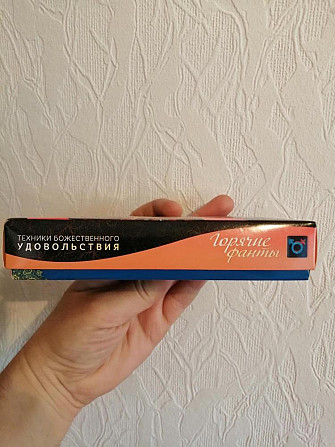 ТЕХНИКИ БОЖЕСТВЕННОГО
УДОВОЛЬСТВИЯ
Горячие
фанты